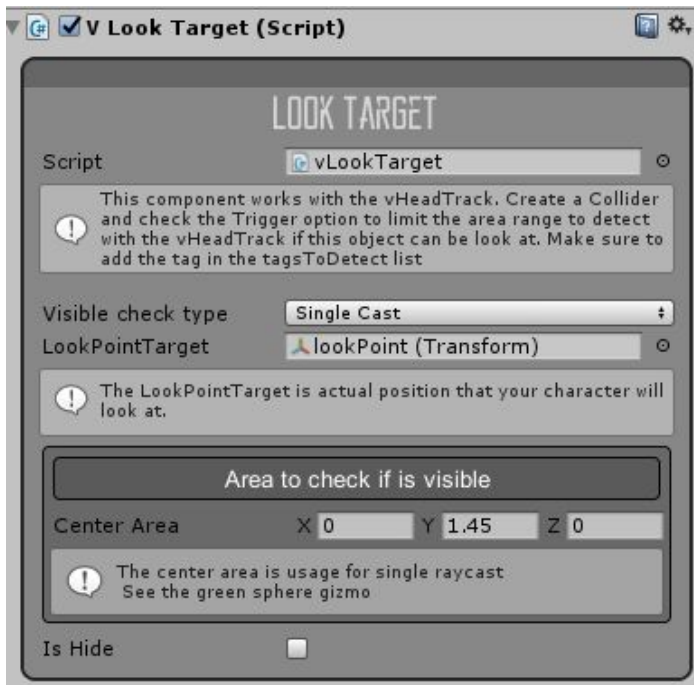 V Look Target (Script)
LOOK TARGET
Script vLookTarget
This component works with the vHeadTrack. Create a Collider
and check the Trigger option to limit the area range to detect
with the vHeadTrack if this object can be look at. Make sure to
add the tag in the tagsToDetect list
Visible check type Single Cast
LookPointTarget lookPoint (Transform)
The LookPointTarget is actual position that your character will
look at.
Area to check if is visible
Center Area X 0 Y 1.45 Z 0
The center area is usage for single raycast
See the green sphere gizmo
Is Hide